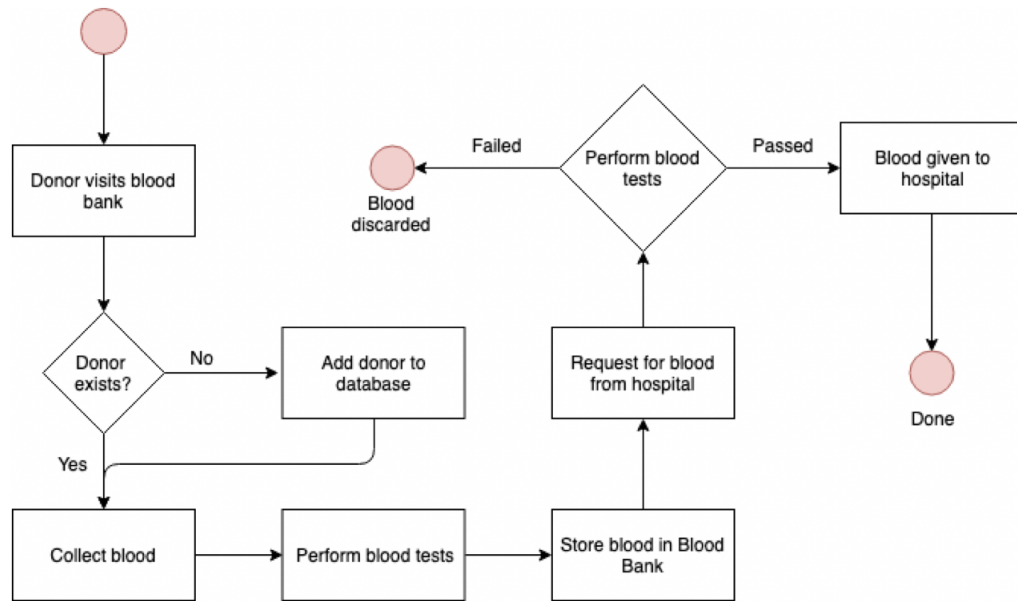 Donor visits blood
bank
Donor
exists?
No
Add donor to
database
Yes
Collect blood
Perform blood tests
Store blood in Blood
Bank
Request for blood
from hospital
Perform blood
tests
Failed
Blood
discarded
Passed
Blood given to
hospital
Done